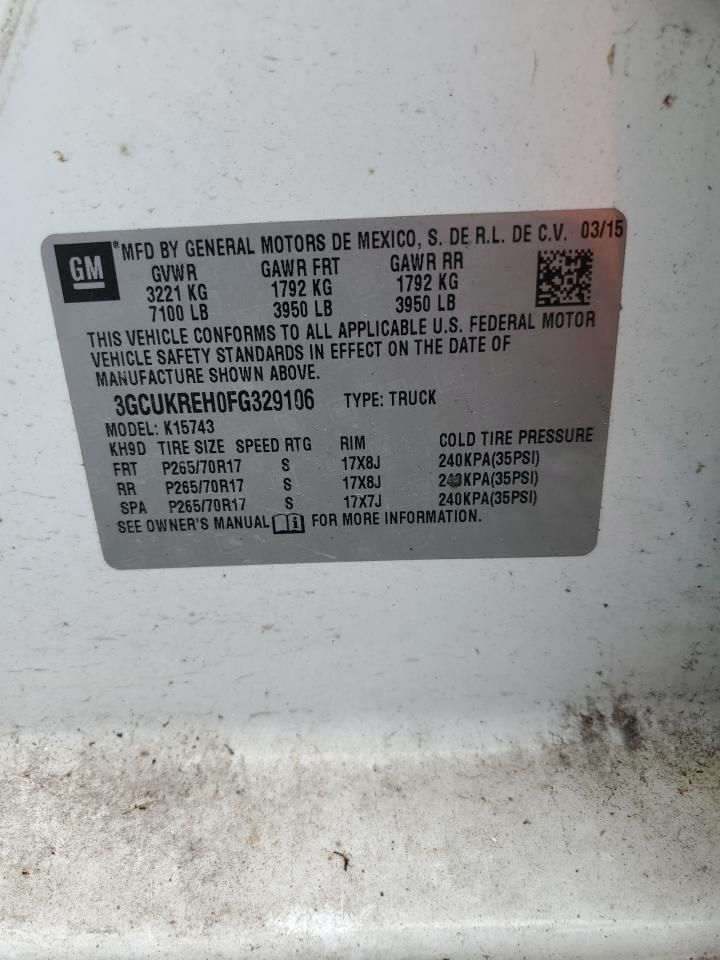 GM ® MFD BY GENERAL MOTORS DE MEXICO, S. DE R.L. DE C.V. 03/15
GVWR GAWR FRT GAWR RR
3221 KG 1792 KG 1792 KG
7100 LB 3950 LB 3950 LB
THIS VEHICLE CONFORMS TO ALL APPLICABLE U.S. FEDERAL MOTOR
VEHICLE SAFETY STANDARDS IN EFFECT ON THE DATE OF
MANUFACTURE SHOWN ABOVE.
3GCUKREH0FG329106 TYPE: TRUCK
MODEL: K15743
KH9D TIRE SIZE SPEED RTG RIM COLD TIRE PRESSURE
FRT P265/70R17 S 17X8J 240KPA(35PSI)
RR P265/70R17 S 17X8J 240KPA(35PSI)
SPA P265/70R17 S 17X7J 240KPA(35PSI)
SEE OWNER'S MANUAL FOR MORE INFORMATION.